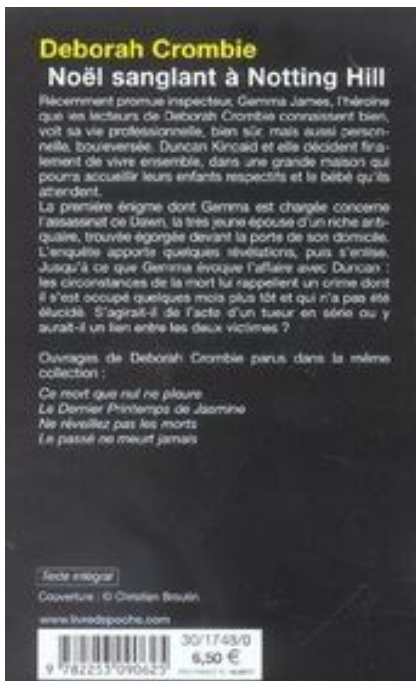 Deborah Crombie
Noël sanglant à Notting Hill
Récemment promue inspecteur, Gemma James, l'héroïne
que les lecteurs de Deborah Crombie connaissent bien,
voit sa vie professionnelle, bien sûr, mais aussi person-
nelle, bouleversée. Duncan Kincaid et elle décident fina-
lement de vivre ensemble, dans une grande maison qui
pourra accueillir leurs enfants respectifs et le bébé qu'ils
attendent.
La première énigme dont Gemma est chargée concerne
l'assassinat de Dawn, la très jeune épouse d'un riche anti-
quaire, trouvée égorgée devant la porte de son domicile.
L'enquête apporte quelques révélations, puis s'enlise.
Jusqu'à ce que Gemma évoque l'affaire avec Duncan :
les circonstances de la mort lui rappellent un crime dont
il s'est occupé quelques mois plus tôt et qui n'a pas été
élucidé. S'agirait-il de l'acte d'un tueur en série ou y
aurait-il un lien entre les deux victimes ?
Ouvrages de Deborah Crombie parus dans la même
collection :
Ce mort que nul ne pleure
Le Dernier Printemps de Jasmine
Ne réveillez pas les morts
Le passé ne meurt jamais
Texte intégral
Couverture : © Christian Broutin
www.livredepoche.com
30/1748/0
6,50 €
9 782253 090625